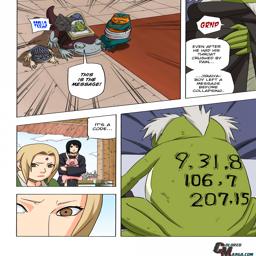 GRNP
EVEN AFTER
HE HAD HIS
THROAT
CRUSHED BY
PAIN...
...JIRAIYA-
BOY LEFT A
MESSAGE
BEFORE
COLLAPSING.
THIS IS
THE
MESSAGE!
IT'S A
CODE...
9,31,8
106,7
207,15
COLORED
MANGA.COM